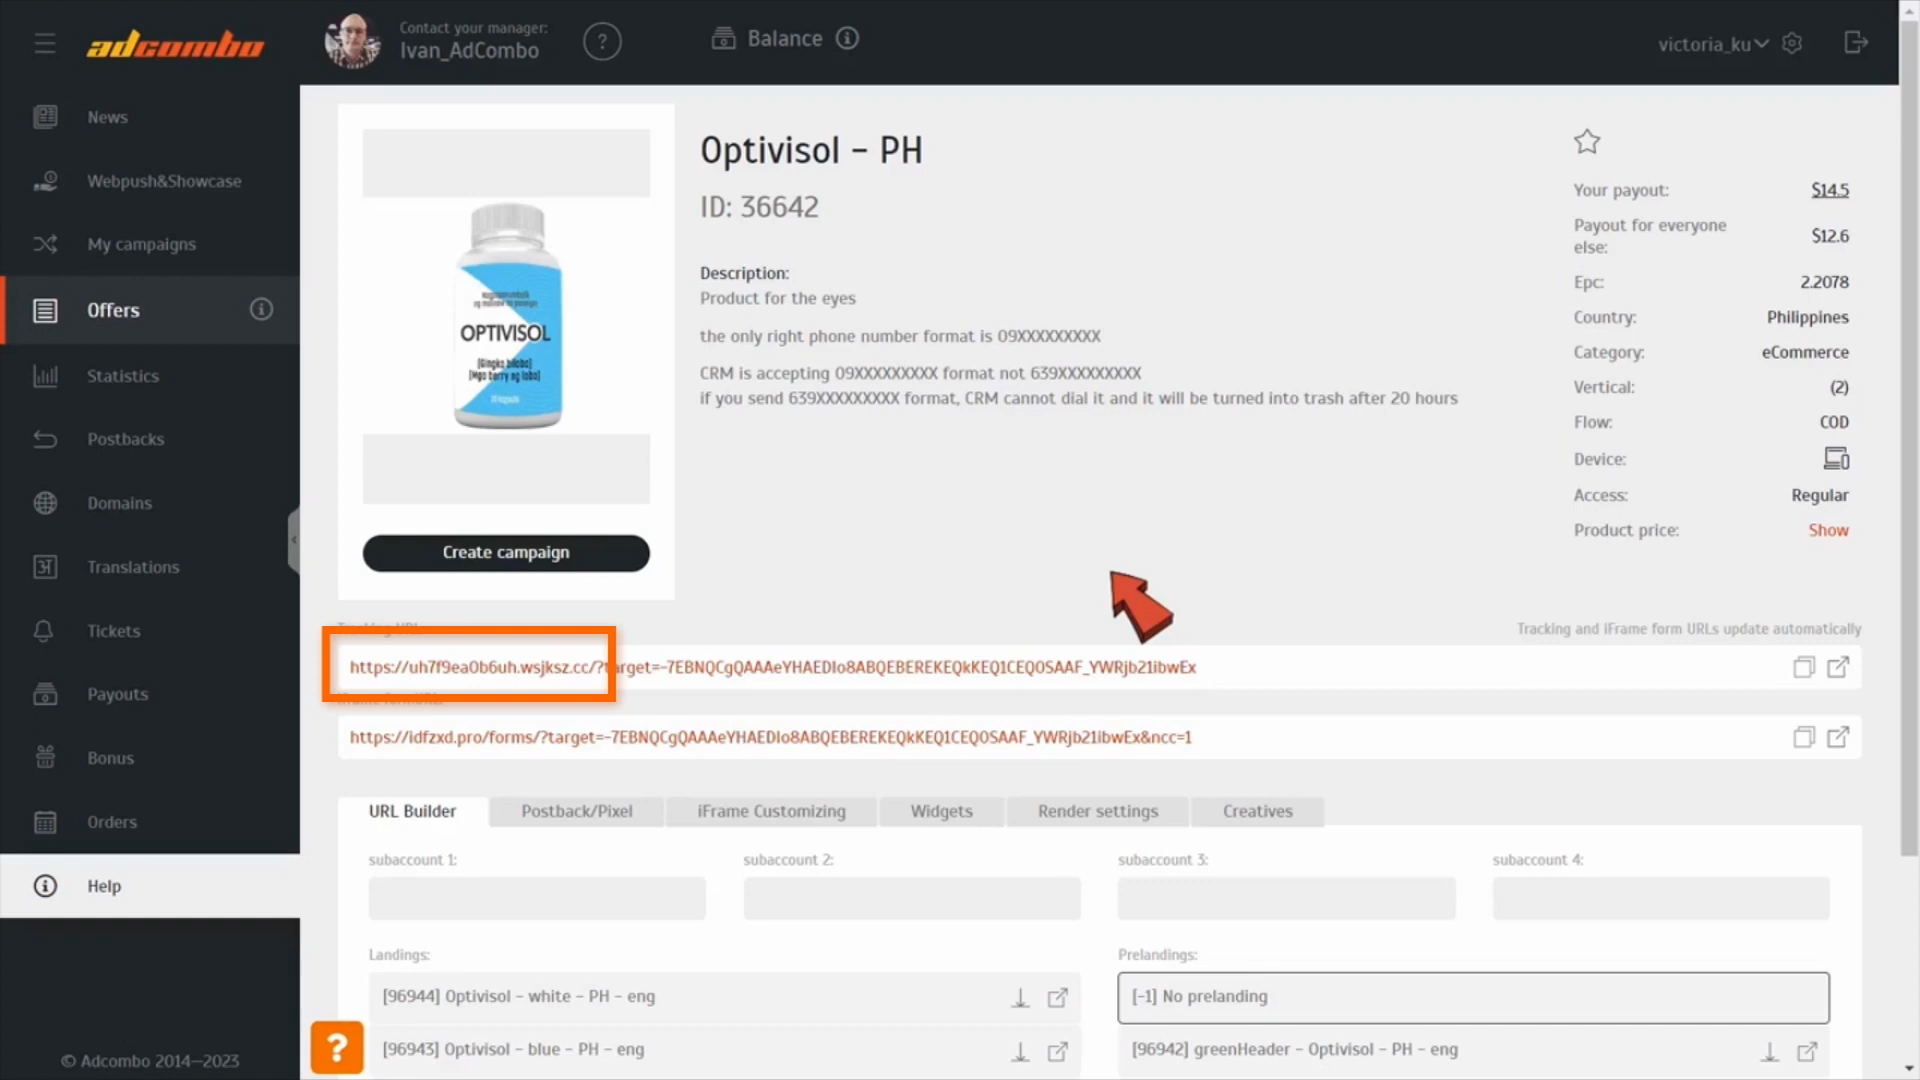 adcombo
Contact your manager:
Ivan_AdCombo
?
Balance
victoria_ku
News
Webpush&Showcase
My campaigns
Offers
Statistics
Postbacks
Domains
Translations
Tickets
Payouts
Bonus
Orders
Help
© Adcombo 2014—2023
OPTIVISOL
[Gingko biloba]
Create campaign
Optivisol - PH
ID: 36642
Description:
Product for the eyes
the only right phone number format is 09XXXXXXXXX
CRM is accepting 09XXXXXXXXX format not 639XXXXXXXXX
if you send 639XXXXXXXXX format, CRM cannot dial it and it will be turned into trash after 20 hours
Your payout: $14.5
Payout for everyone else: $12.6
Epc: 2.2078
Country: Philippines
Category: eCommerce
Vertical: (2)
Flow: COD
Device:
Access: Regular
Product price: Show
Tracking URL:
Tracking and iFrame form URLs update automatically
https://uh7f9ea0b6uh.wsjksz.cc/?target=-7EBNQCgQAAAeYHAEDIo8ABQEBEREKEQkKEQ1CEQ0SAAF_YWRjb21ibwEx
https://idfzxd.pro/forms/?target=-7EBNQCgQAAAeYHAEDIo8ABQEBEREKEQkKEQ1CEQ0SAAF_YWRjb21ibwEx&ncc=1
URL Builder
Postback/Pixel
iFrame Customizing
Widgets
Render settings
Creatives
subaccount 1:
subaccount 2:
subaccount 3:
subaccount 4:
Landings:
[96944] Optivisol - white - PH - eng
[96943] Optivisol - blue - PH - eng
Prelandings:
[-1] No prelanding
[96942] greenHeader - Optivisol - PH - eng
?